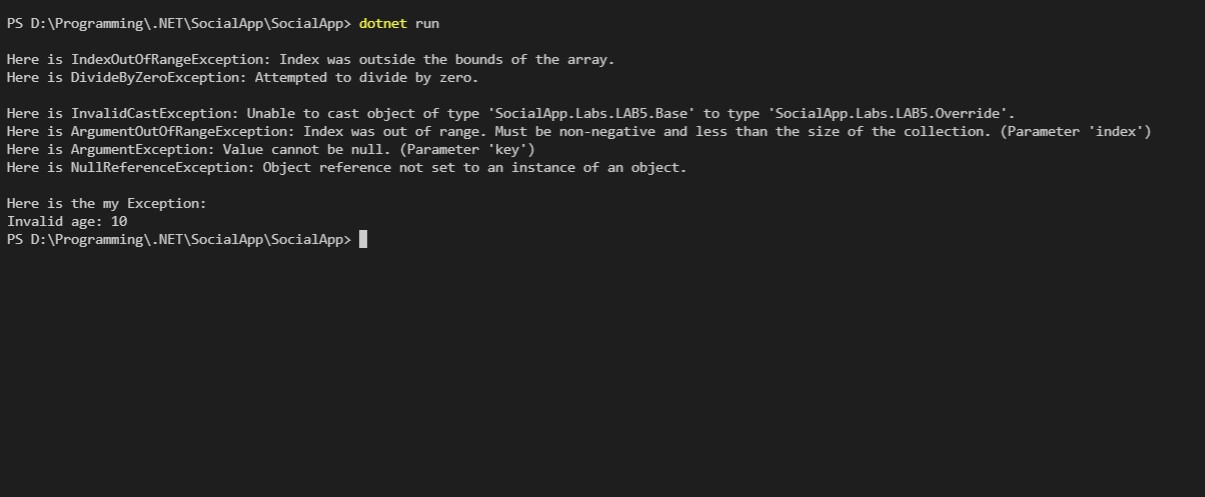 PS D:\Programming\.NET\SocialApp\SocialApp> dotnet run
Here is IndexOutOfRangeException: Index was outside the bounds of the array.
Here is DivideByZeroException: Attempted to divide by zero.
Here is InvalidCastException: Unable to cast object of type 'SocialApp.Labs.LAB5.Base' to type 'SocialApp.Labs.LAB5.Override'.
Here is ArgumentOutOfRangeException: Index was out of range. Must be non-negative and less than the size of the collection. (Parameter 'index')
Here is ArgumentException: Value cannot be null. (Parameter 'key')
Here is NullReferenceException: Object reference not set to an instance of an object.
Here is the my Exception:
Invalid age: 10
PS D:\Programming\.NET\SocialApp\SocialApp>